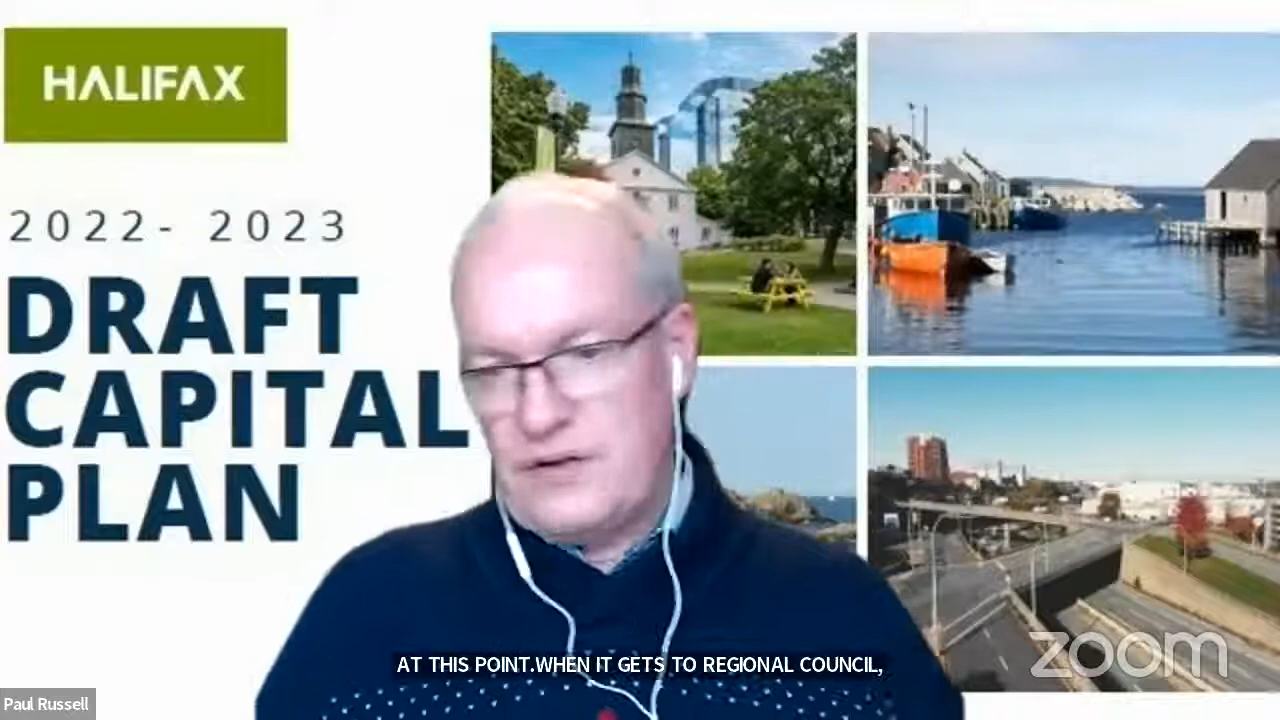 HALIFAX
2022- 2023
DRAFT
CAPITAL
PLAN
AT THIS POINT.WHEN IT GETS TO REGIONAL COUNCIL,
zoom
Paul Russell